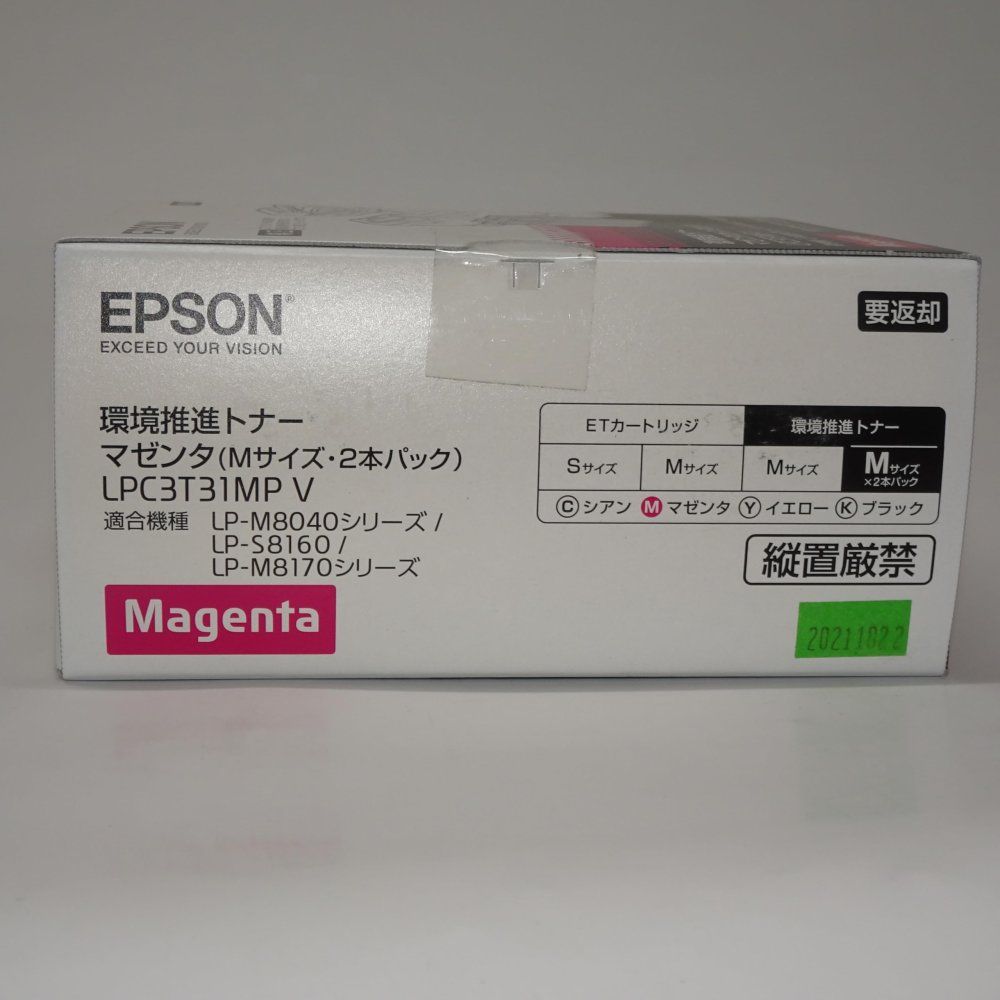 EPSON
EPSON®
EXCEED YOUR VISION
要返却
環境推進トナー
マゼンタ(Mサイズ・2本パック)
LPC3T31MP V
適合機種 LP-M8040シリーズ /
LP-S8160 /
LP-M8170シリーズ
Magenta
ETカートリッジ 環境推進トナー
Sサイズ Mサイズ Mサイズ Mサイズ
×2本パック
Ⓒシアン Ⓜマゼンタ Ⓨイエロー Ⓚブラック
縦置厳禁
20211022